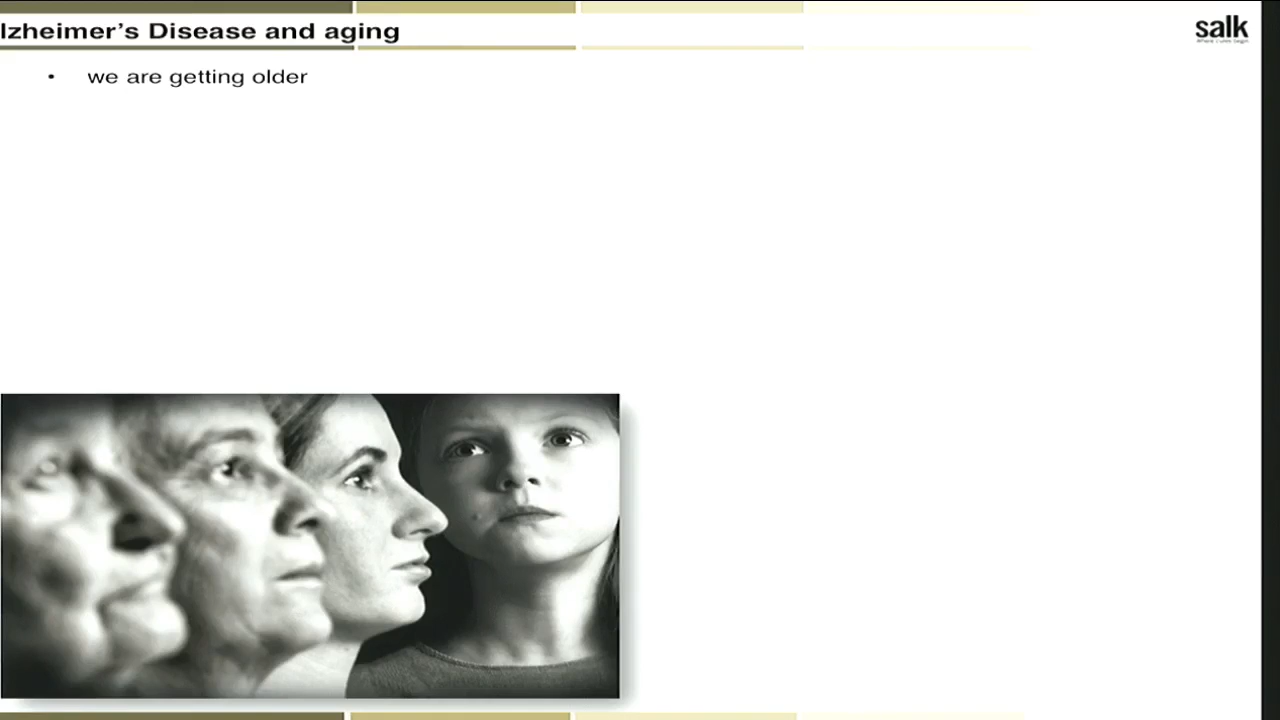 lzheimer’s Disease and aging
salk
• we are getting older